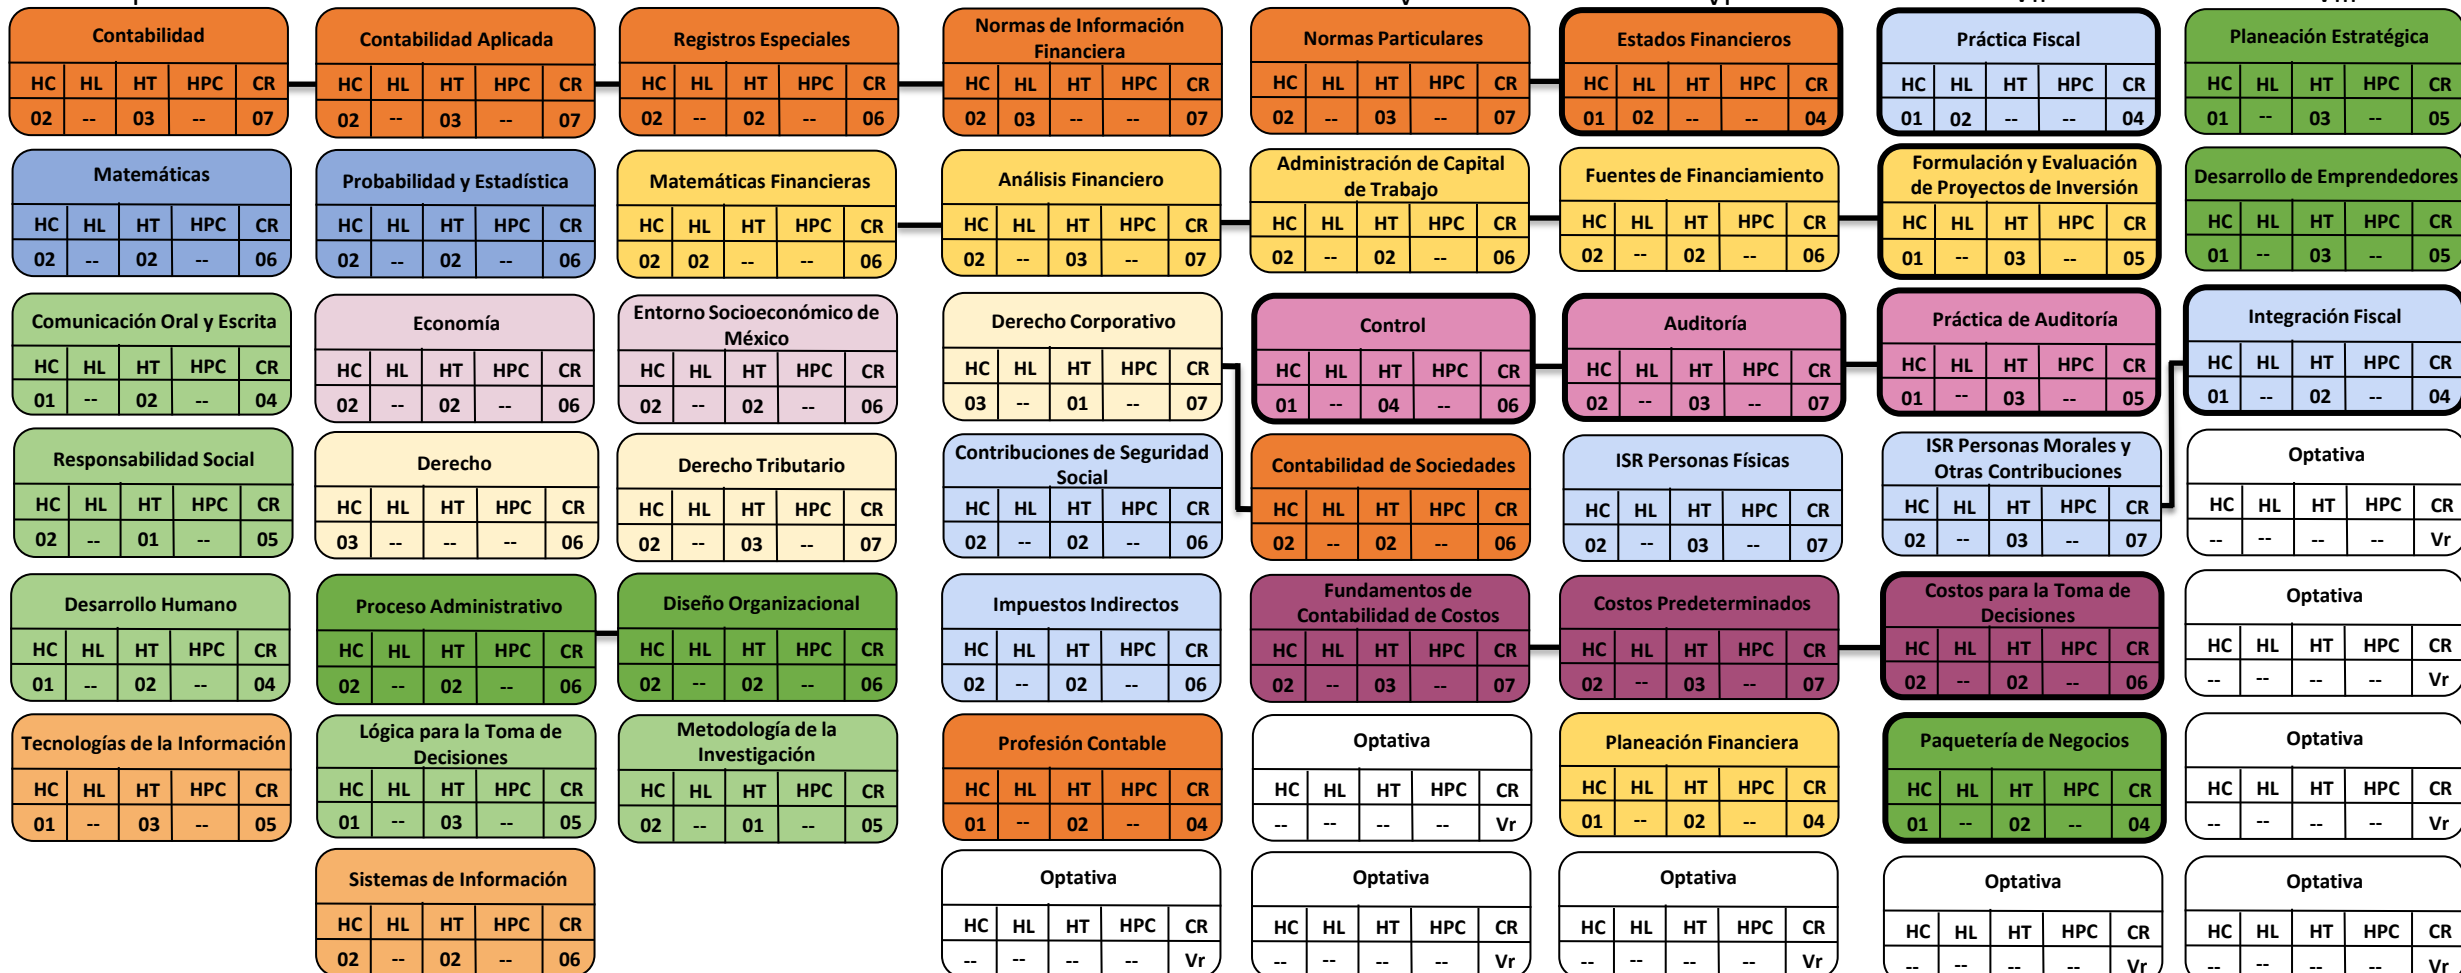 Contabilidad
HC HL HT HPC CR
02 -- 03 -- 07
Contabilidad Aplicada
HC HL HT HPC CR
02 -- 03 -- 07
Registros Especiales
HC HL HT HPC CR
02 -- 02 -- 06
Normas de Información
Financiera
HC HL HT HPC CR
02 03 -- -- 07
Normas Particulares
HC HL HT HPC CR
02 -- 03 -- 07
Estados Financieros
HC HL HT HPC CR
01 02 -- -- 04
Práctica Fiscal
HC HL HT HPC CR
01 02 -- -- 04
Planeación Estratégica
HC HL HT HPC CR
01 -- 03 -- 05
Matemáticas
HC HL HT HPC CR
02 -- 02 -- 06
Probabilidad y Estadística
HC HL HT HPC CR
02 -- 02 -- 06
Matemáticas Financieras
HC HL HT HPC CR
02 02 -- -- 06
Análisis Financiero
HC HL HT HPC CR
02 -- 03 -- 07
Administración de Capital
de Trabajo
HC HL HT HPC CR
02 -- 02 -- 06
Fuentes de Financiamiento
HC HL HT HPC CR
02 -- 02 -- 06
Formulación y Evaluación
de Proyectos de Inversión
HC HL HT HPC CR
01 -- 03 -- 05
Desarrollo de Emprendedores
HC HL HT HPC CR
01 -- 03 -- 05
Comunicación Oral y Escrita
HC HL HT HPC CR
01 -- 02 -- 04
Economía
HC HL HT HPC CR
02 -- 02 -- 06
Entorno Socioeconómico de
México
HC HL HT HPC CR
02 -- 02 -- 06
Derecho Corporativo
HC HL HT HPC CR
03 -- 01 -- 07
Control
HC HL HT HPC CR
01 -- 04 -- 06
Auditoría
HC HL HT HPC CR
02 -- 03 -- 07
Práctica de Auditoría
HC HL HT HPC CR
01 -- 03 -- 05
Integración Fiscal
HC HL HT HPC CR
01 -- 02 -- 04
Responsabilidad Social
HC HL HT HPC CR
02 -- 01 -- 05
Derecho
HC HL HT HPC CR
03 -- -- -- 06
Derecho Tributario
HC HL HT HPC CR
02 -- 03 -- 07
Contribuciones de Seguridad
Social
HC HL HT HPC CR
02 -- 02 -- 06
Contabilidad de Sociedades
HC HL HT HPC CR
02 -- 02 -- 06
ISR Personas Físicas
HC HL HT HPC CR
02 -- 03 -- 07
ISR Personas Morales y
Otras Contribuciones
HC HL HT HPC CR
02 -- 03 -- 07
Optativa
HC HL HT HPC CR
-- -- -- -- Vr
Desarrollo Humano
HC HL HT HPC CR
01 -- 02 -- 04
Proceso Administrativo
HC HL HT HPC CR
02 -- 02 -- 06
Diseño Organizacional
HC HL HT HPC CR
02 -- 02 -- 06
Impuestos Indirectos
HC HL HT HPC CR
02 -- 02 -- 06
Fundamentos de
Contabilidad de Costos
HC HL HT HPC CR
02 -- 03 -- 07
Costos Predeterminados
HC HL HT HPC CR
02 -- 03 -- 07
Costos para la Toma de
Decisiones
HC HL HT HPC CR
02 -- 02 -- 06
Optativa
HC HL HT HPC CR
-- -- -- -- Vr
Tecnologías de la Información
HC HL HT HPC CR
01 -- 03 -- 05
Lógica para la Toma de
Decisiones
HC HL HT HPC CR
01 -- 03 -- 05
Metodología de la
Investigación
HC HL HT HPC CR
02 -- 01 -- 05
Profesión Contable
HC HL HT HPC CR
01 -- 02 -- 04
Optativa
HC HL HT HPC CR
-- -- -- -- Vr
Planeación Financiera
HC HL HT HPC CR
01 -- 02 -- 04
Paquetería de Negocios
HC HL HT HPC CR
01 -- 02 -- 04
Optativa
HC HL HT HPC CR
-- -- -- -- Vr
Sistemas de Información
HC HL HT HPC CR
02 -- 02 -- 06
Optativa
HC HL HT HPC CR
-- -- -- -- Vr
Optativa
HC HL HT HPC CR
-- -- -- -- Vr
Optativa
HC HL HT HPC CR
-- -- -- -- Vr
Optativa
HC HL HT HPC CR
-- -- -- -- Vr
Optativa
HC HL HT HPC CR
-- -- -- -- Vr